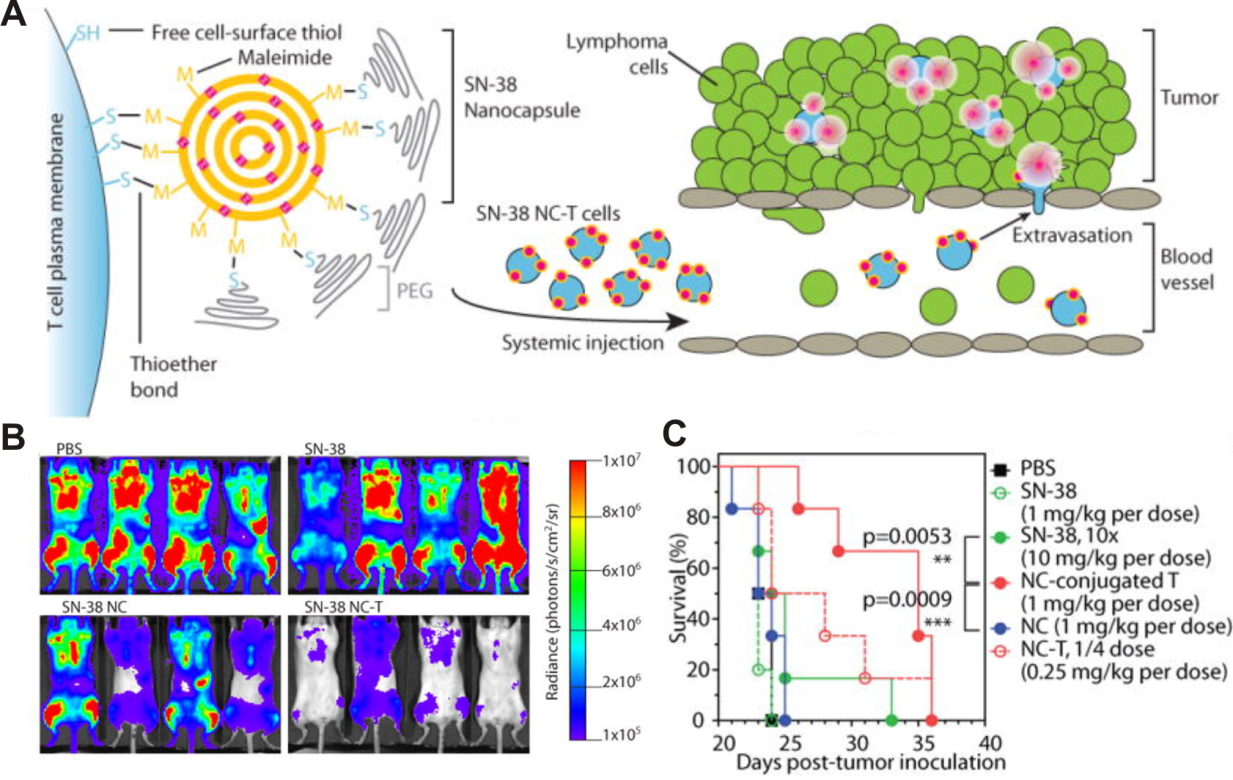 A
SH
Free cell-surface thiol
Maleimide
M
M
S
SN-38
Nanocapsule
S
M
M
S
S
M
S
M
M
S
M
M
M
S
S
PEG
T cell plasma membrane
Thioether
bond
Lymphoma
cells
Tumor
SN-38 NC-T cells
Extravasation
Blood
vessel
Systemic injection
B
PBS
SN-38
SN-38 NC
SN-38 NC-T
Radiance (photons/s/cm²/sr)
1x10⁷
8x10⁶
6x10⁶
4x10⁶
2x10⁶
1x10⁵
C
Survival (%)
100
80
60
40
20
0
20
25
30
35
40
Days post-tumor inoculation
p=0.0053
**
p=0.0009
***
PBS
SN-38
(1 mg/kg per dose)
SN-38, 10x
(10 mg/kg per dose)
NC-conjugated T
(1 mg/kg per dose)
NC (1 mg/kg per dose)
NC-T, 1/4 dose
(0.25 mg/kg per dose)